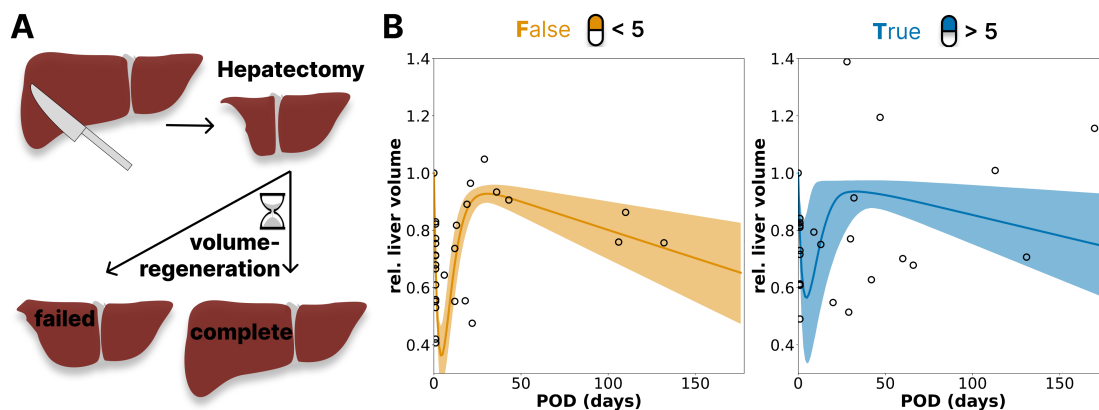 A
Hepatectomy
volume-
regeneration
failed
complete
B
False < 5
1.4
1.2
1.0
0.8
0.6
0.4
rel. liver volume
0 50 100 150
POD (days)
True > 5
1.4
1.2
1.0
0.8
0.6
0.4
rel. liver volume
0 50 100 150
POD (days)